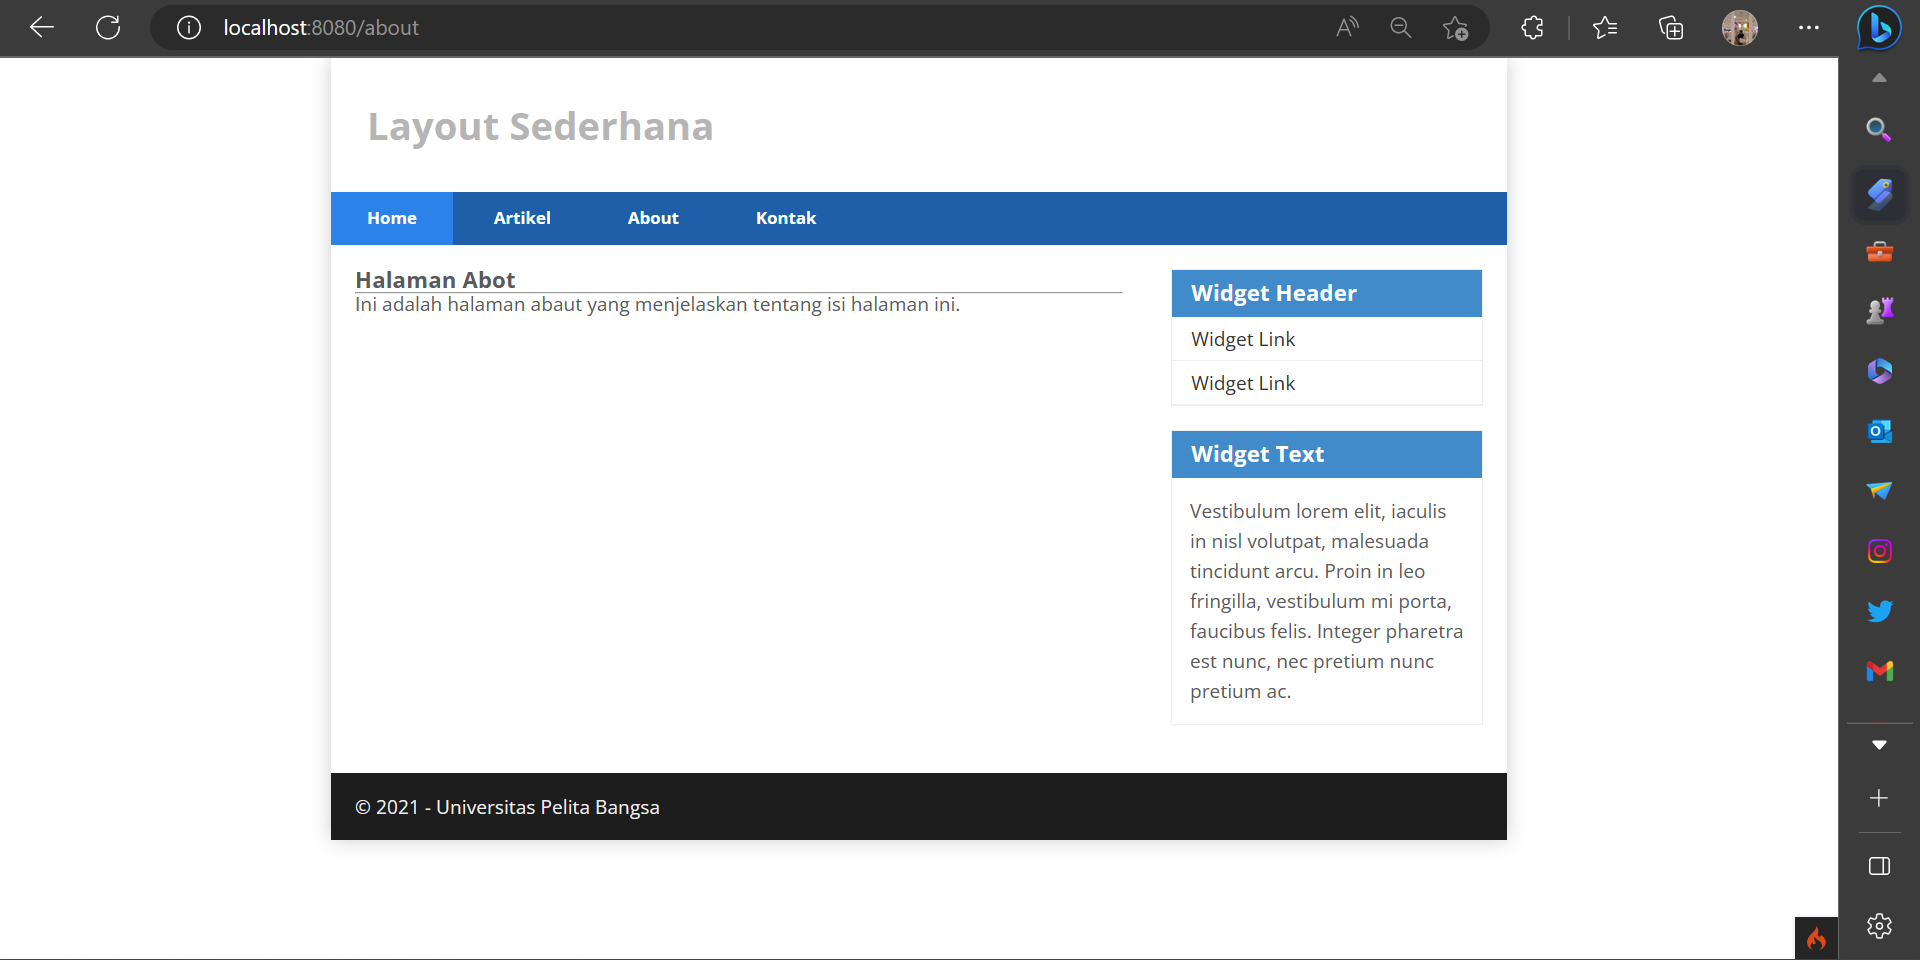 localhost:8080/about
Layout Sederhana
Home Artikel About Kontak
Halaman Abot
Ini adalah halaman abaut yang menjelaskan tentang isi halaman ini.
Widget Header
Widget Link
Widget Link
Widget Text
Vestibulum lorem elit, iaculis
in nisl volutpat, malesuada
tincidunt arcu. Proin in leo
fringilla, vestibulum mi porta,
faucibus felis. Integer pharetra
est nunc, nec pretium nunc
pretium ac.
© 2021 - Universitas Pelita Bangsa